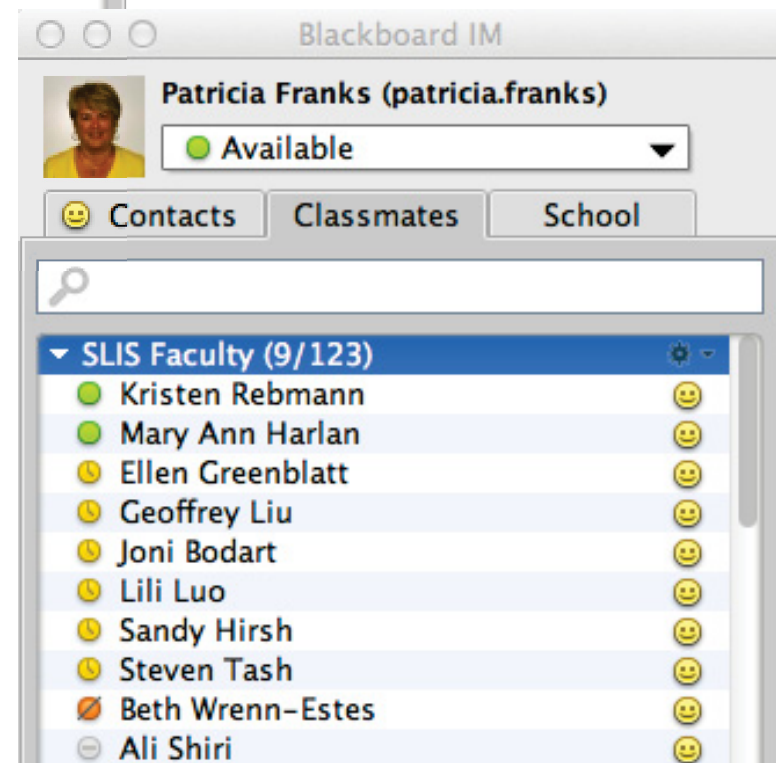 Blackboard IM
Patricia Franks (patricia.franks)
Available
Contacts Classmates School
SLIS Faculty (9/123)
Kristen Rebmann
Mary Ann Harlan
Ellen Greenblatt
Geoffrey Liu
Joni Bodart
Lili Luo
Sandy Hirsh
Steven Tash
Beth Wrenn-Estes
Ali Shiri